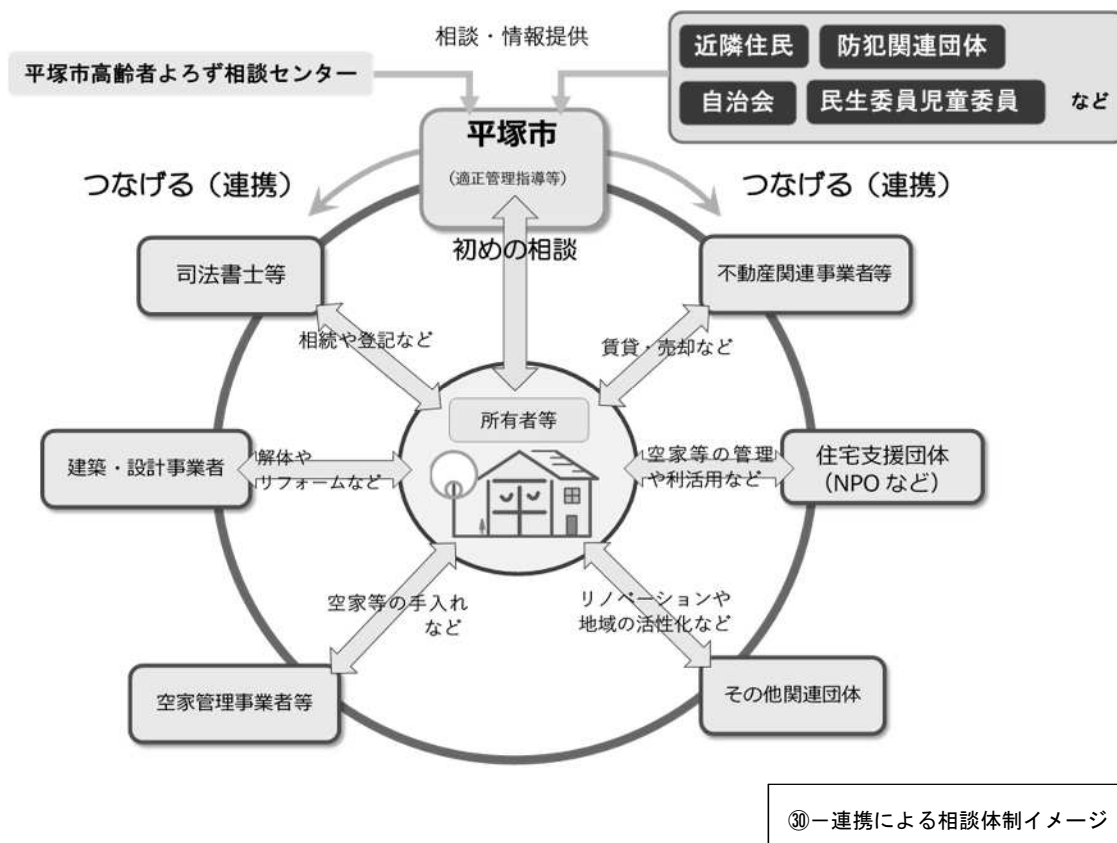 相談・情報提供
平塚市高齢者よろず相談センター
近隣住民 防犯関連団体
自治会 民生委員児童委員 など
平塚市
（適正管理指導等）
つなげる（連携）
つなげる（連携）
初めの相談
司法書士等
不動産関連事業者等
相続や登記など
賃貸・売却など
所有者等
建築・設計事業者
解体や
リフォームなど
空家等の管理
や利活用など
住宅支援団体
（NPO など）
空家等の手入れ
など
リノベーションや
地域の活性化など
空家管理事業者等
その他関連団体
㉚－連携による相談体制イメージ